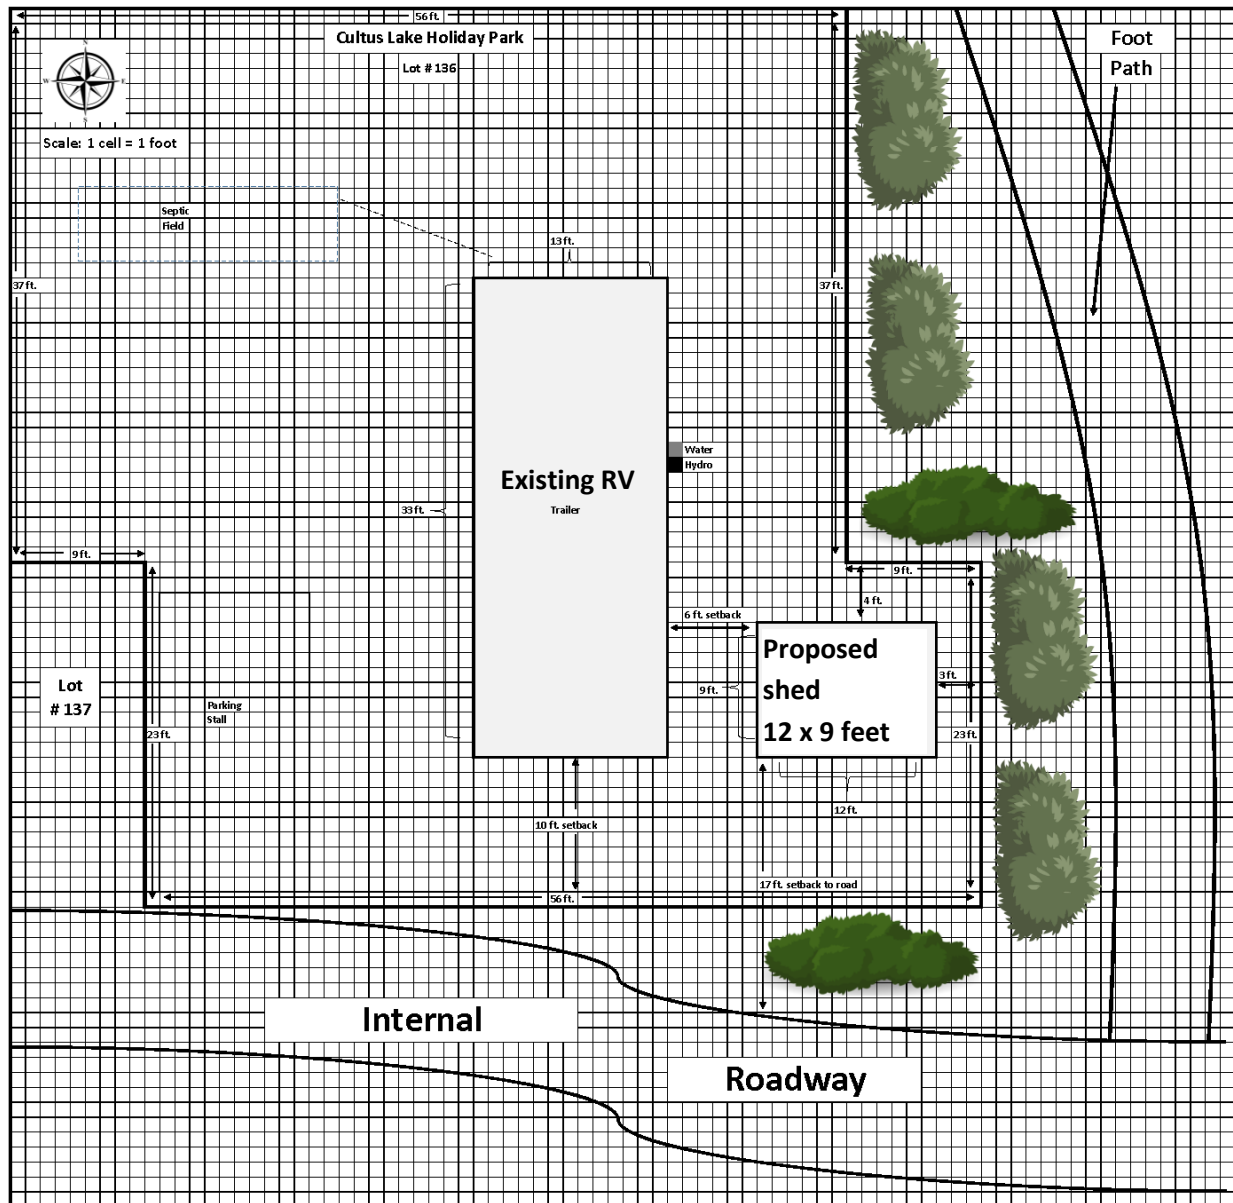 56 ft.
Cultus Lake Holiday Park
Lot # 136
Foot
Path
N
W
E
S
Scale: 1 cell = 1 foot
Septic
Field
13 ft.
37 ft.
37 ft.
Water
Hydro
Existing RV
Trailer
33 ft.
9 ft.
9 ft.
4 ft.
6 ft. setback
Proposed
shed
12 x 9 feet
9 ft.
3 ft.
Lot
# 137
Parking
Stall
23 ft.
23 ft.
12 ft.
10 ft. setback
17 ft. setback to road
56 ft.
Internal
Roadway